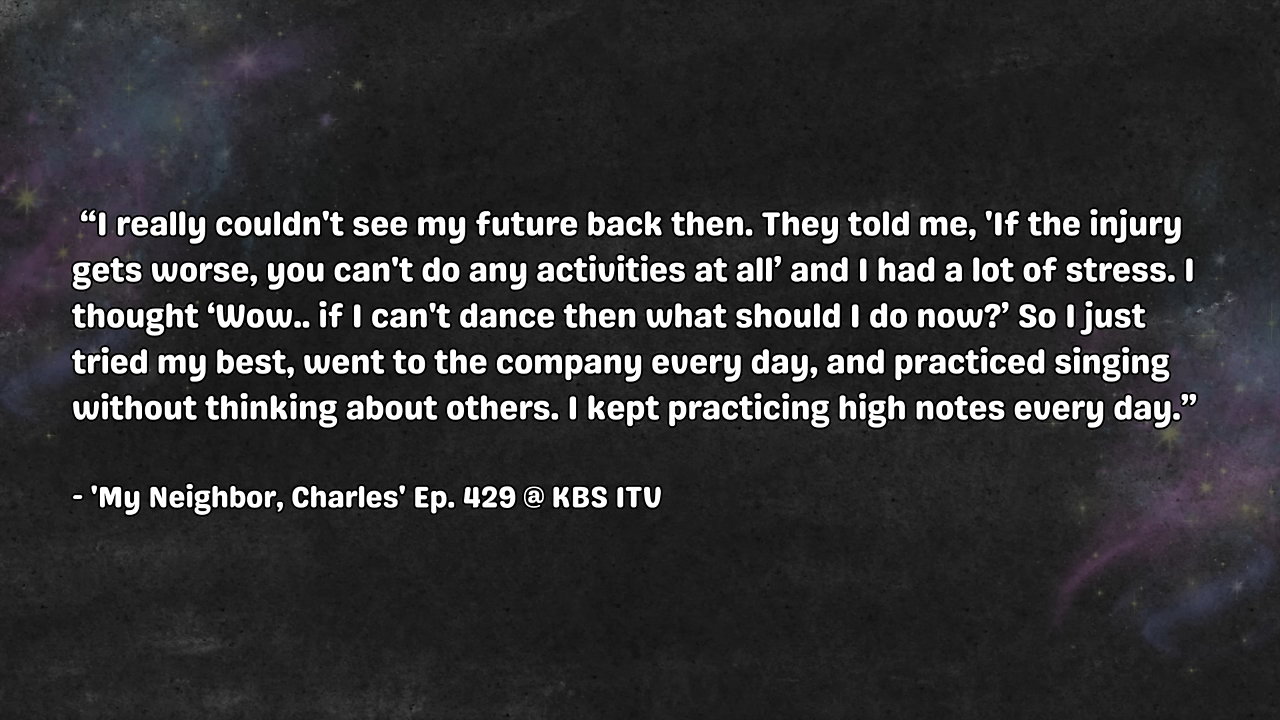 “I really couldn't see my future back then. They told me, 'If the injury
gets worse, you can't do any activities at all’ and I had a lot of stress. I
thought ‘Wow.. if I can't dance then what should I do now?’ So I just
tried my best, went to the company every day, and practiced singing
without thinking about others. I kept practicing high notes every day.”
- 'My Neighbor, Charles' Ep. 429 @ KBS ITV